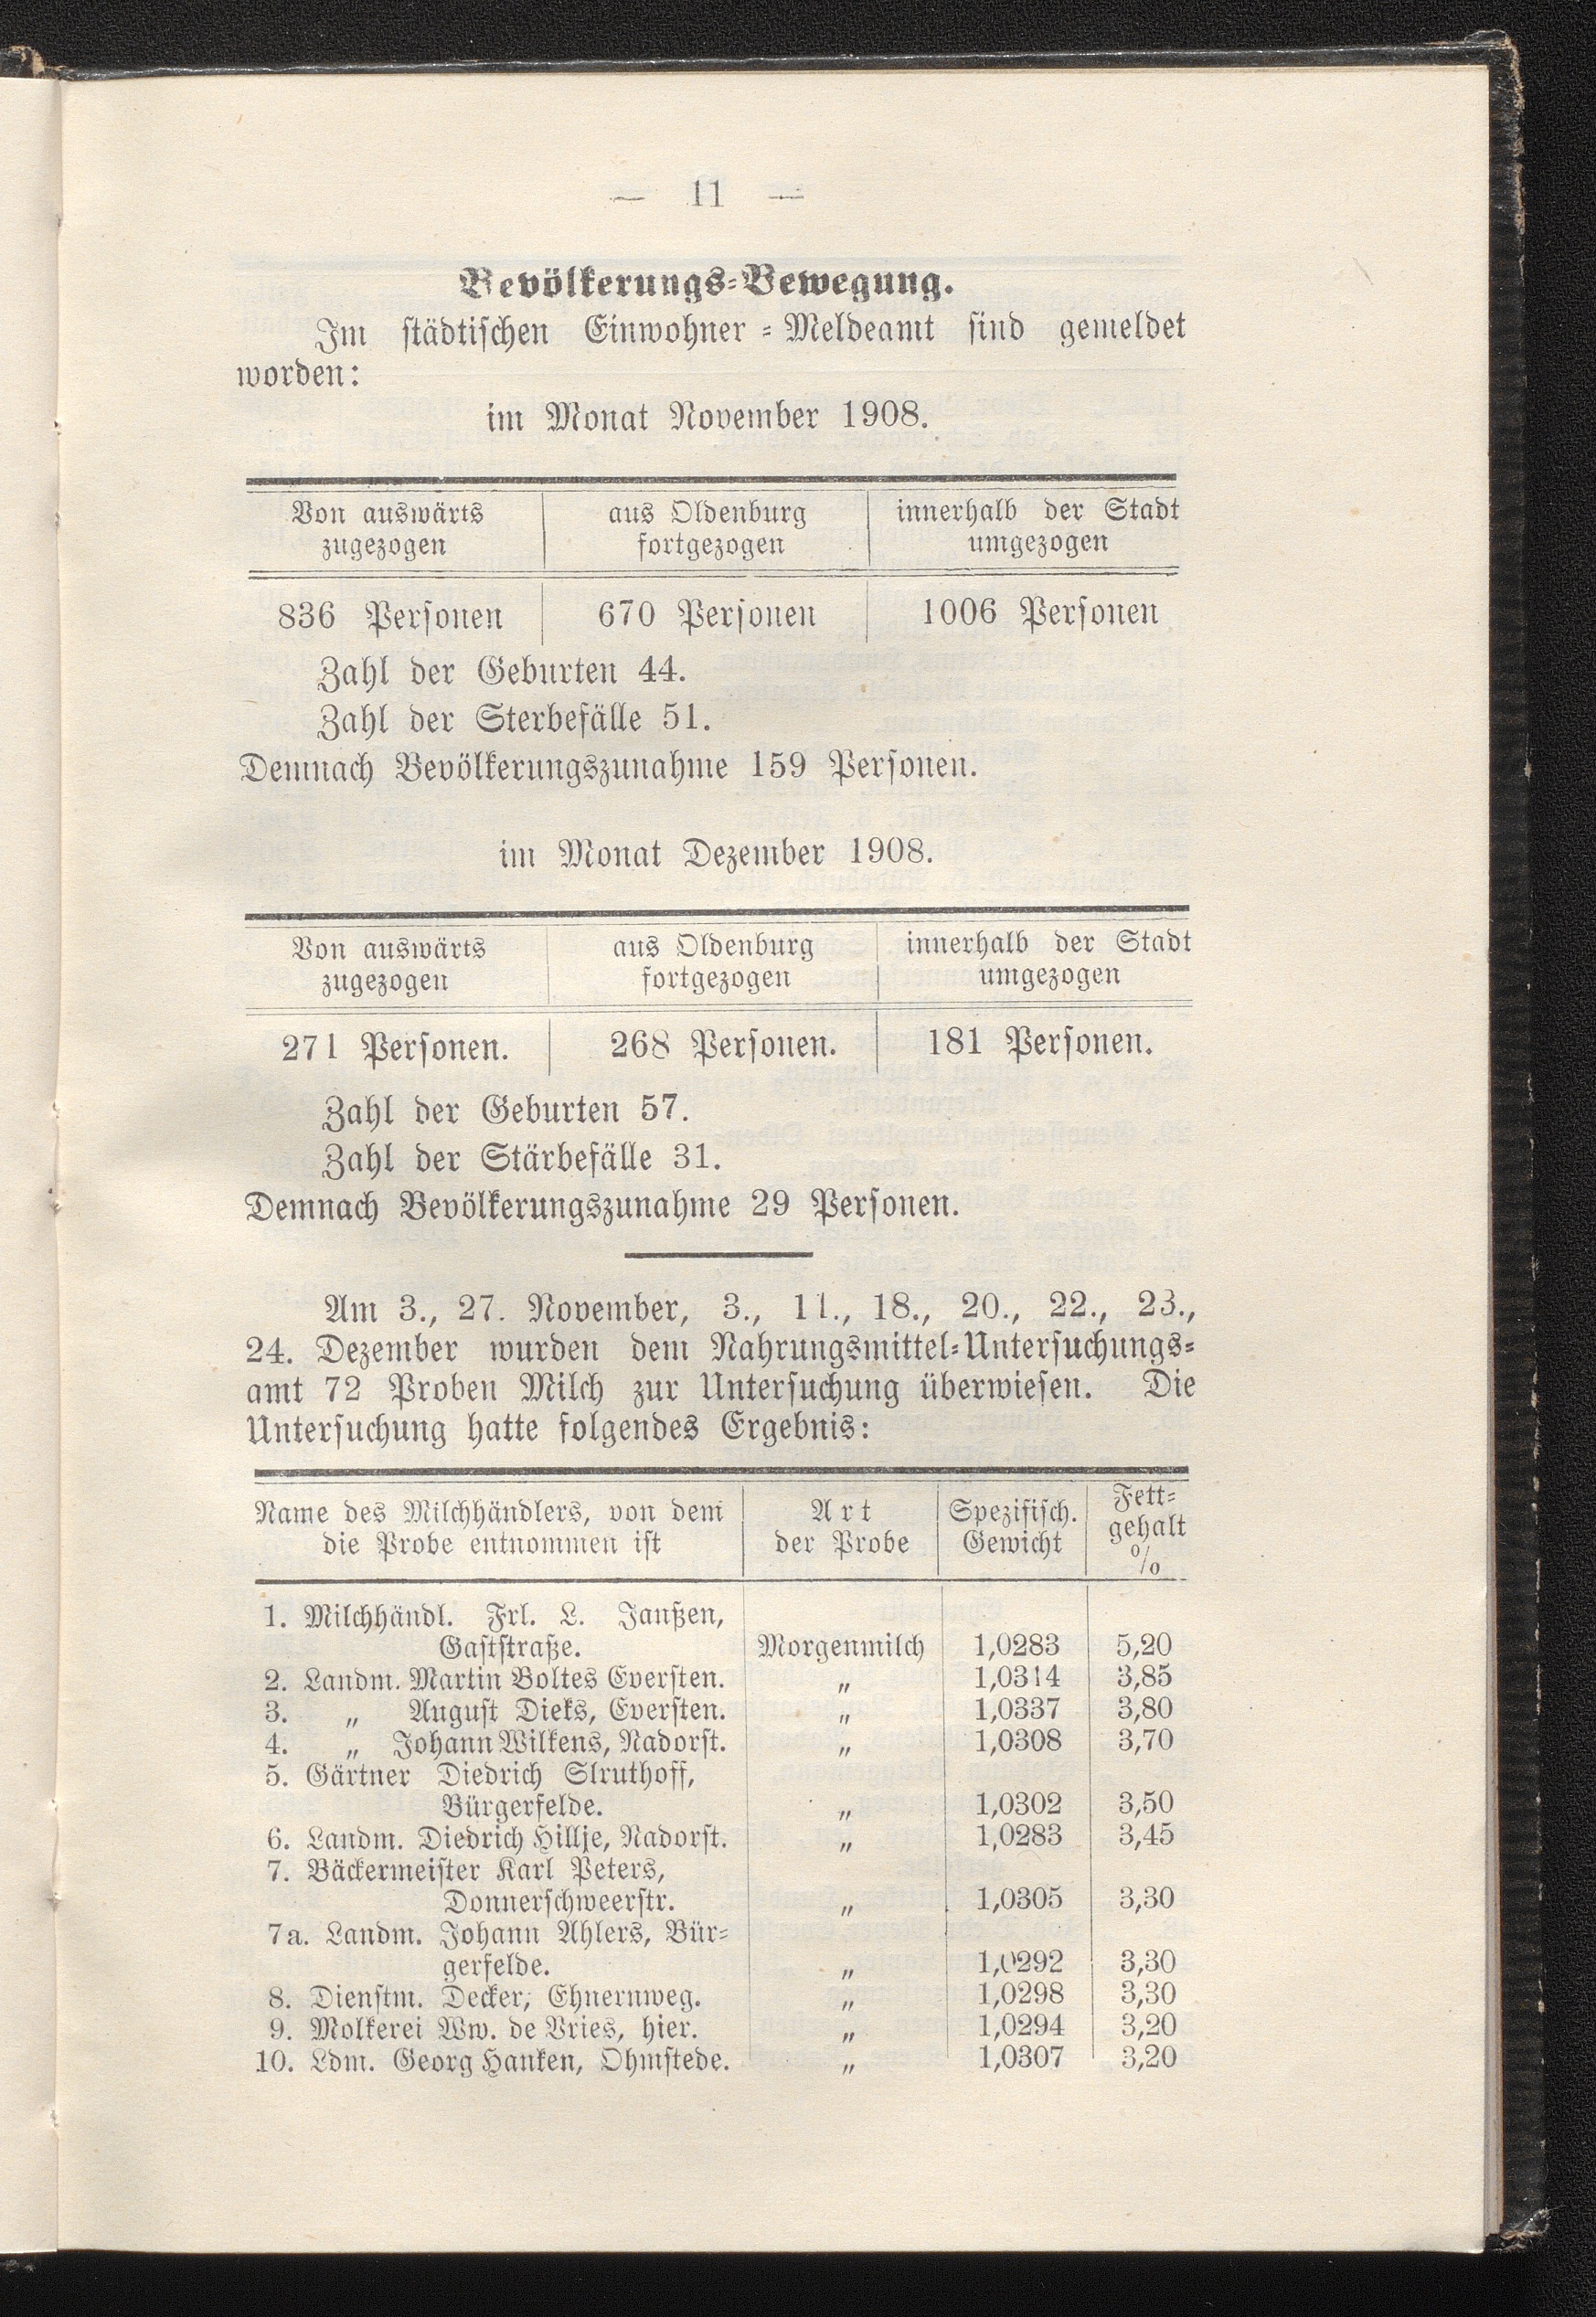 — 11 —
Bevölkerungs-Bewegung.
Im städtischen Einwohner-Meldeamt sind gemeldet
worden:
im Monat November 1908.
Von auswärts zugezogen | aus Oldenburg fortgezogen | innerhalb der Stadt umgezogen
836 Personen | 670 Personen | 1006 Personen
Zahl der Geburten 44.
Zahl der Sterbefälle 51.
Demnach Bevölkerungszunahme 159 Personen.
im Monat Dezember 1908.
Von auswärts zugezogen | aus Oldenburg fortgezogen | innerhalb der Stadt umgezogen
271 Personen. | 268 Personen. | 181 Personen.
Zahl der Geburten 57.
Zahl der Stärbefälle 31.
Demnach Bevölkerungszunahme 29 Personen.
Am 3., 27. November, 3., 11., 18., 20., 22., 23.,
24. Dezember wurden dem Nahrungsmittel-Untersuchungs-
amt 72 Proben Milch zur Untersuchung überwiesen. Die
Untersuchung hatte folgendes Ergebnis:
Name des Milchhändlers, von dem die Probe entnommen ist | Art der Probe | Spezifisch. Gewicht | Fett-gehalt %
1. Milchhändl. Frl. L. Janßen,
Gaststraße. | Morgenmilch | 1,0283 | 5,20
2. Landm. Martin Boltes Eversten. | " | 1,0314 | 3,85
3. " August Dieks, Eversten. | " | 1,0337 | 3,80
4. " Johann Wilkens, Nadorst. | " | 1,0308 | 3,70
5. Gärtner Diedrich Slruthoff,
Bürgerfelde. | " | 1,0302 | 3,50
6. Landm. Diedrich Hillje, Nadorst. | " | 1,0283 | 3,45
7. Bäckermeister Karl Peters,
Donnerschweerstr. | " | 1,0305 | 3,30
7a. Landm. Johann Ahlers, Bür-
gerfelde. | " | 1,0292 | 3,30
8. Dienstm. Decker, Ehnernweg. | " | 1,0298 | 3,30
9. Molkerei Ww. de Vries, hier. | " | 1,0294 | 3,20
10. Ldm. Georg Hanken, Ohmstede. | " | 1,0307 | 3,20